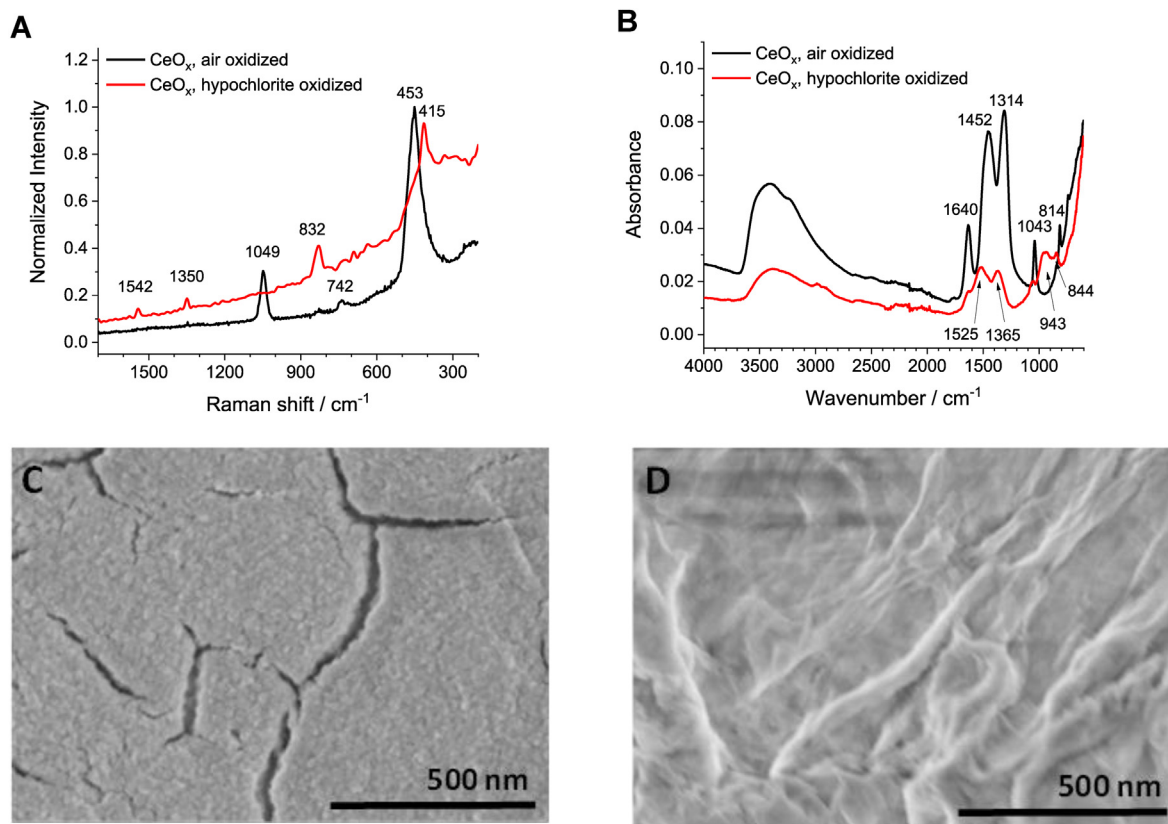 A
CeOx, air oxidized
CeOx, hypochlorite oxidized
1.2
1.0
0.8
0.6
0.4
0.2
0.0
453
415
832
1049
742
1350
1542
1500
1200
900
600
300
Normalized Intensity
Raman shift / cm-1
B
CeOx, air oxidized
CeOx, hypochlorite oxidized
0.10
0.08
0.06
0.04
0.02
0.00
1314
1452
1640
1043
814
844
943
1525
1365
4000
3500
3000
2500
2000
1500
1000
Absorbance
Wavenumber / cm-1
C
500 nm
D
500 nm